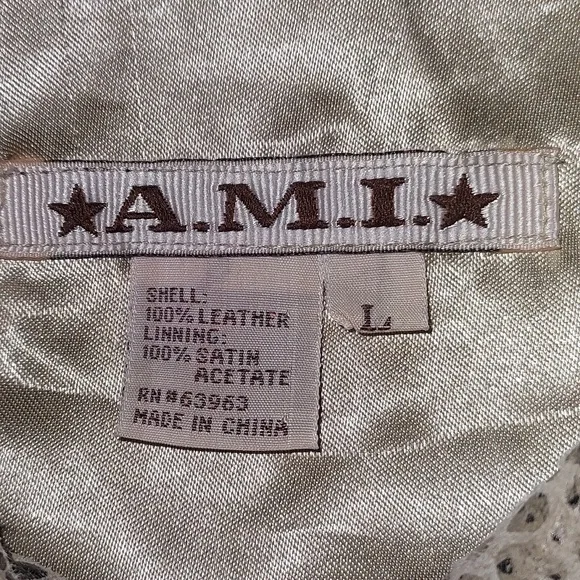 ★A.M.I.★
L
SHELL:
100% LEATHER
LINNING:
100% SATIN
ACETATE
RN#63963
MADE IN CHINA